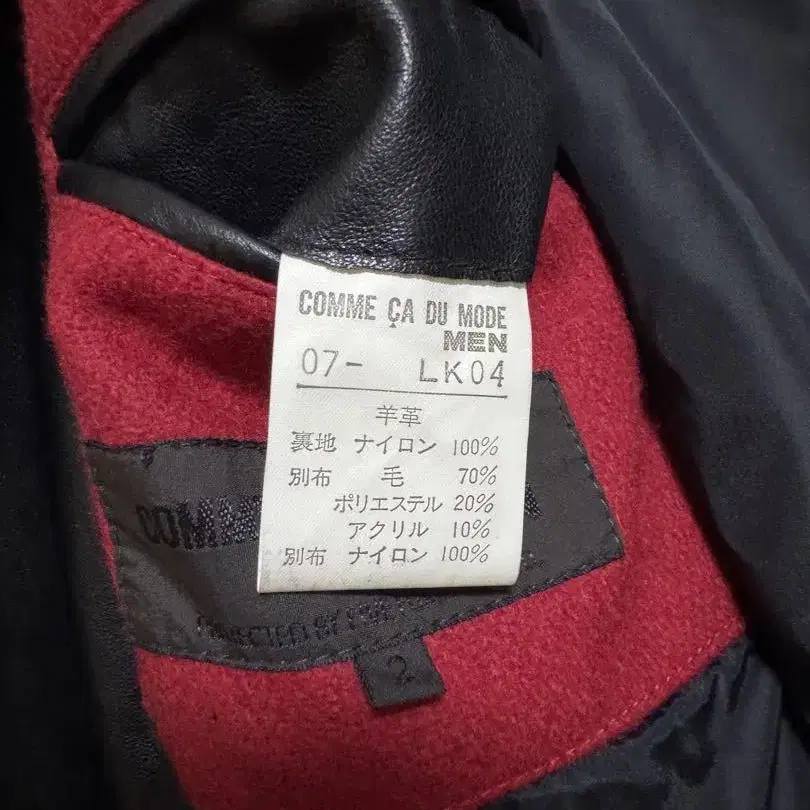 COMME ÇA DU MODE
MEN
07- LK04
羊革
裏地 ナイロン 100%
別布 毛 70%
ポリエステル 20%
アクリル 10%
別布 ナイロン 100%
2